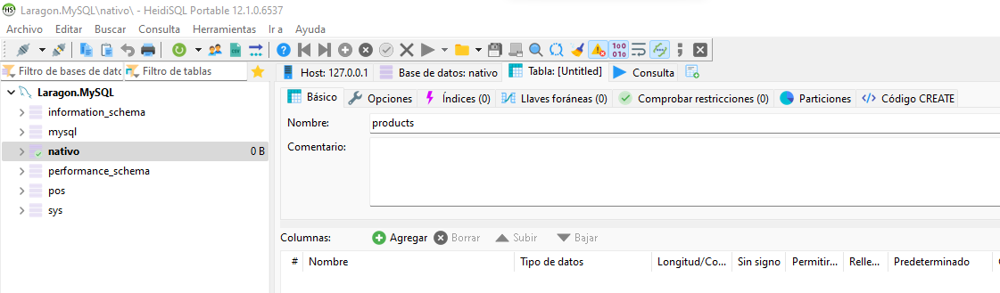 Laragon.MySQL\nativo\ - HeidiSQL Portable 12.1.0.6537
Archivo Editar Buscar Consulta Herramientas Ir a Ayuda
Filtro de bases de dato Filtro de tablas Host: 127.0.0.1 Base de datos: nativo Tabla: [Untitled] Consulta
Laragon.MySQL
information_schema
mysql
nativo 0 B
performance_schema
pos
sys
Básico Opciones Índices (0) Llaves foráneas (0) Comprobar restricciones (0) Particiones Código CREATE
Nombre: products
Comentario:
Columnas: Agregar Borrar Subir Bajar
# Nombre Tipo de datos Longitud/Co... Sin signo Permitir... Relle... Predeterminado